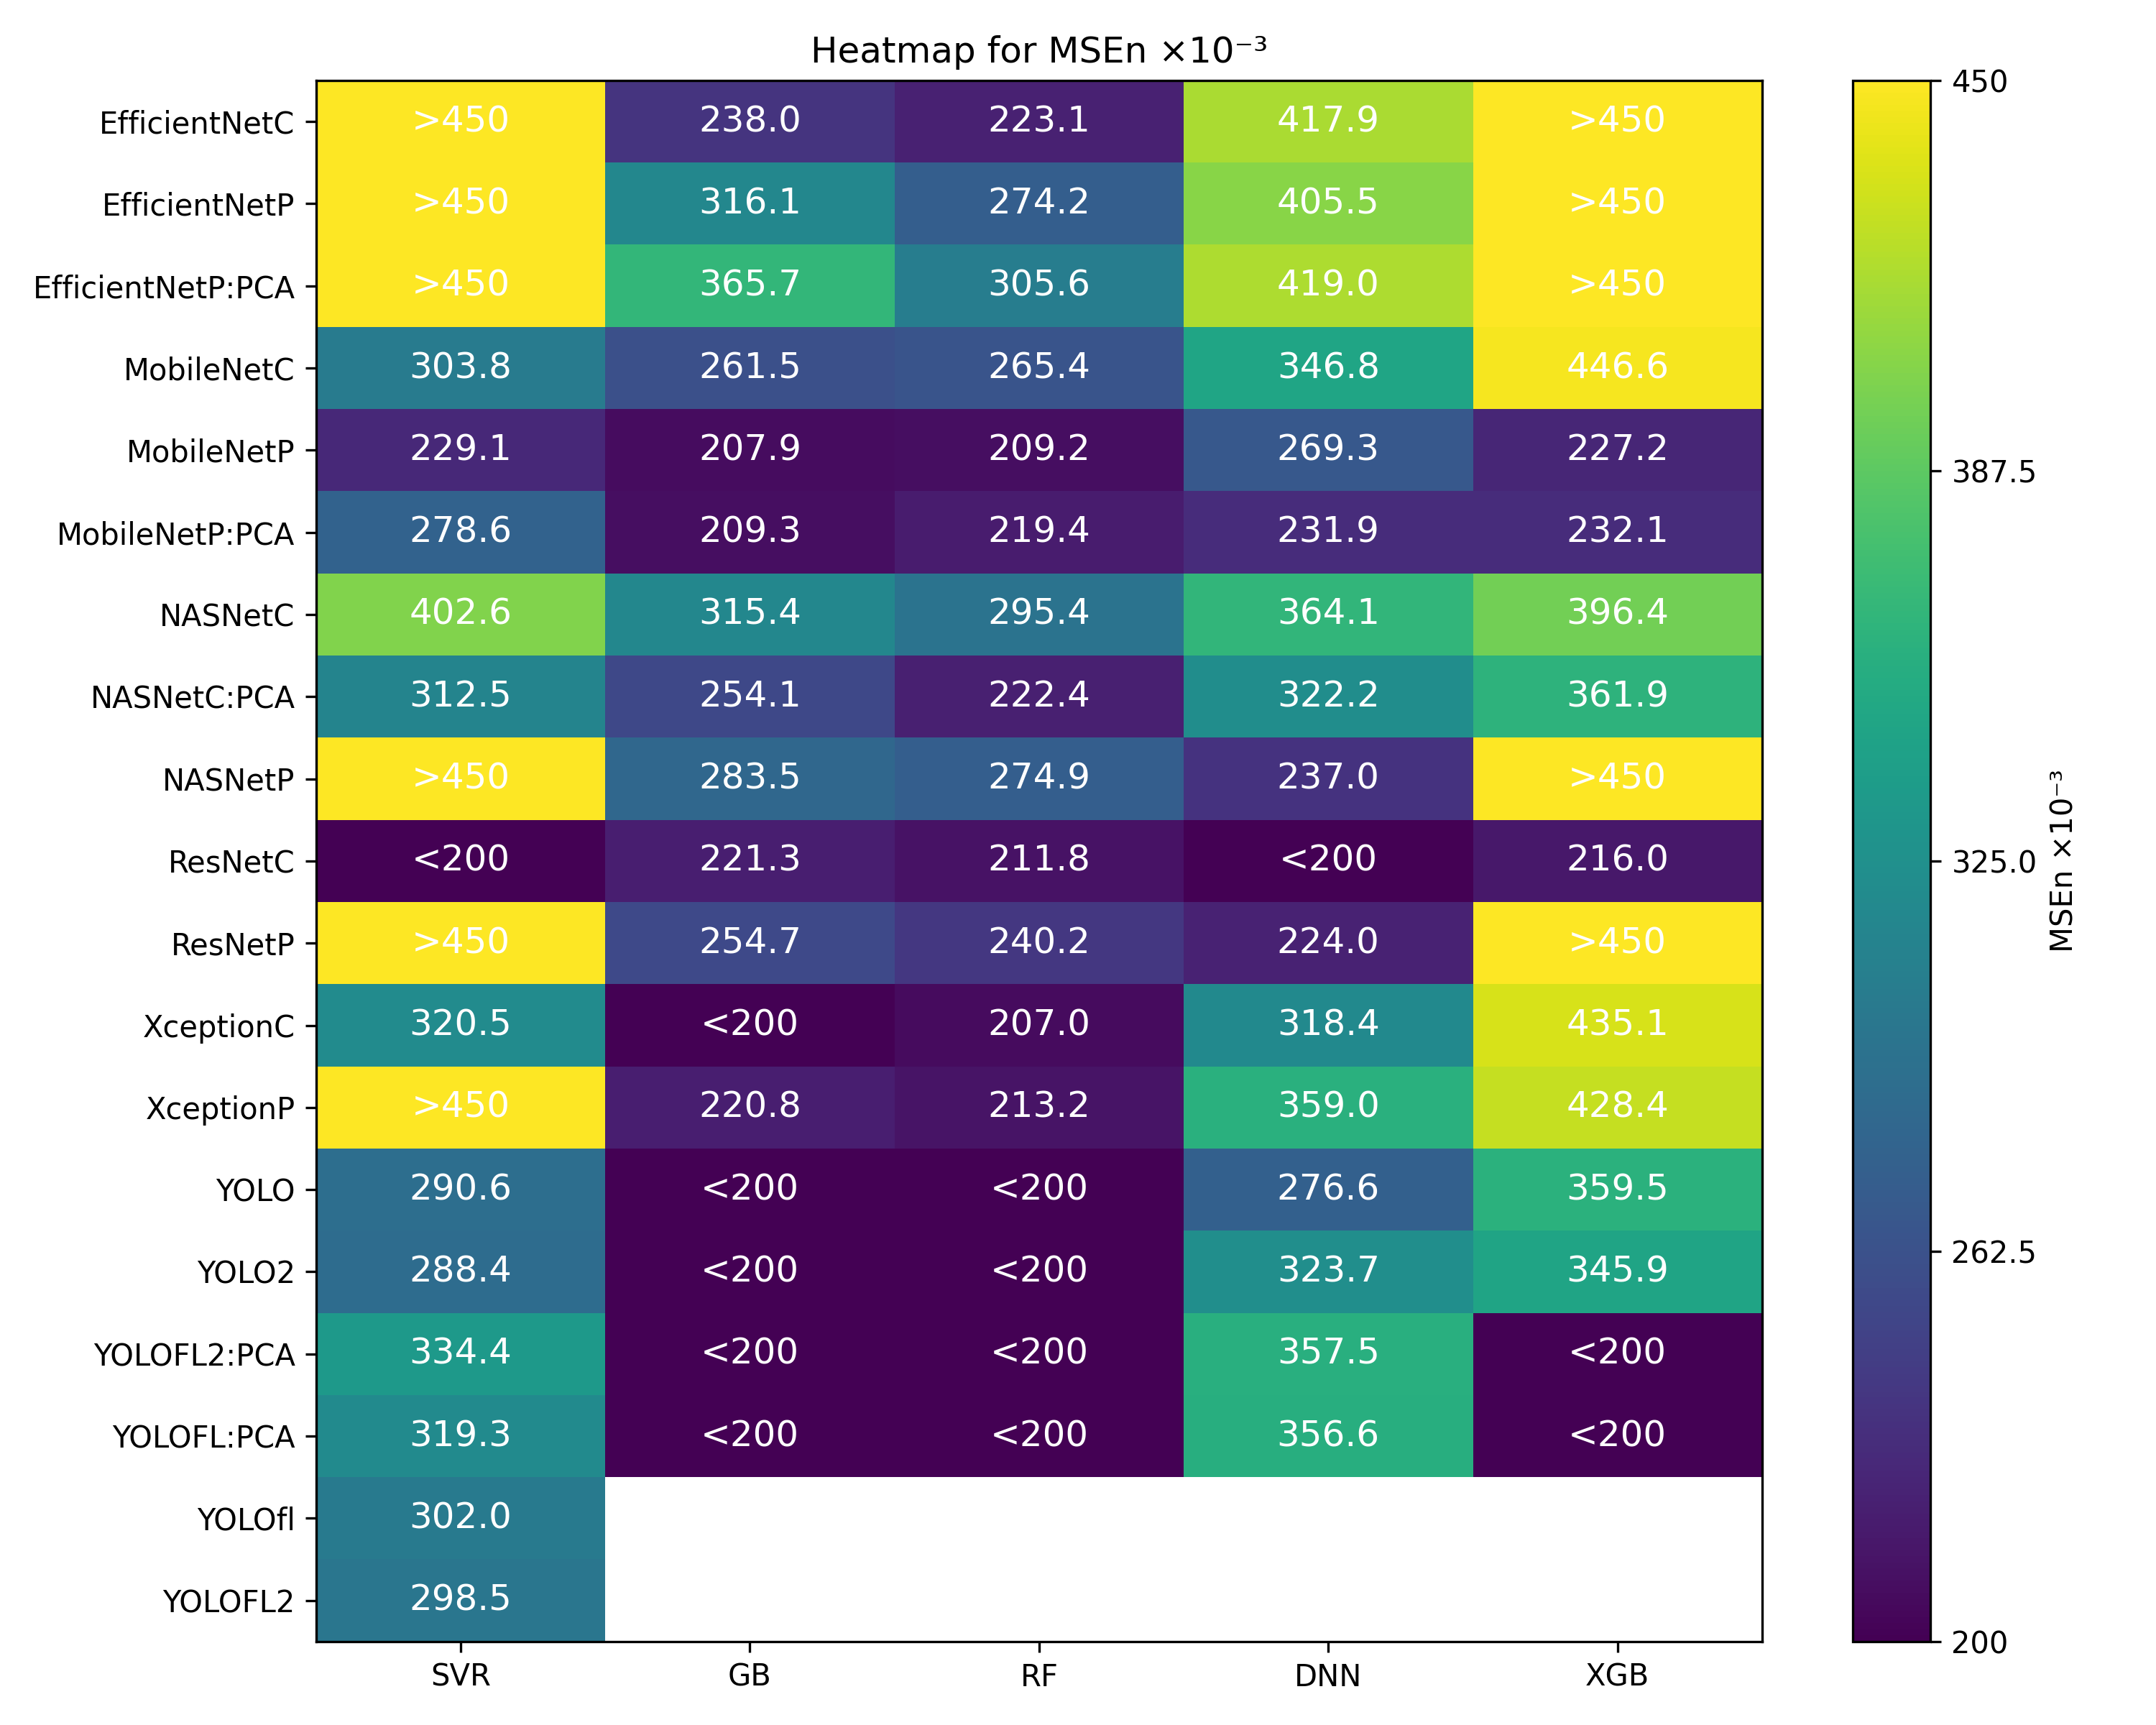 Heatmap for MSEn ×10⁻³
EfficientNetC >450 238.0 223.1 417.9 >450
EfficientNetP >450 316.1 274.2 405.5 >450
EfficientNetP:PCA >450 365.7 305.6 419.0 >450
MobileNetC 303.8 261.5 265.4 346.8 446.6
MobileNetP 229.1 207.9 209.2 269.3 227.2
MobileNetP:PCA 278.6 209.3 219.4 231.9 232.1
NASNetC 402.6 315.4 295.4 364.1 396.4
NASNetC:PCA 312.5 254.1 222.4 322.2 361.9
NASNetP >450 283.5 274.9 237.0 >450
ResNetC <200 221.3 211.8 <200 216.0
ResNetP >450 254.7 240.2 224.0 >450
XceptionC 320.5 <200 207.0 318.4 435.1
XceptionP >450 220.8 213.2 359.0 428.4
YOLO 290.6 <200 <200 276.6 359.5
YOLO2 288.4 <200 <200 323.7 345.9
YOLOFL2:PCA 334.4 <200 <200 357.5 <200
YOLOFL:PCA 319.3 <200 <200 356.6 <200
YOLOfl 302.0
YOLOFL2 298.5
SVR GB RF DNN XGB
450
387.5
325.0
262.5
200
MSEn ×10⁻³